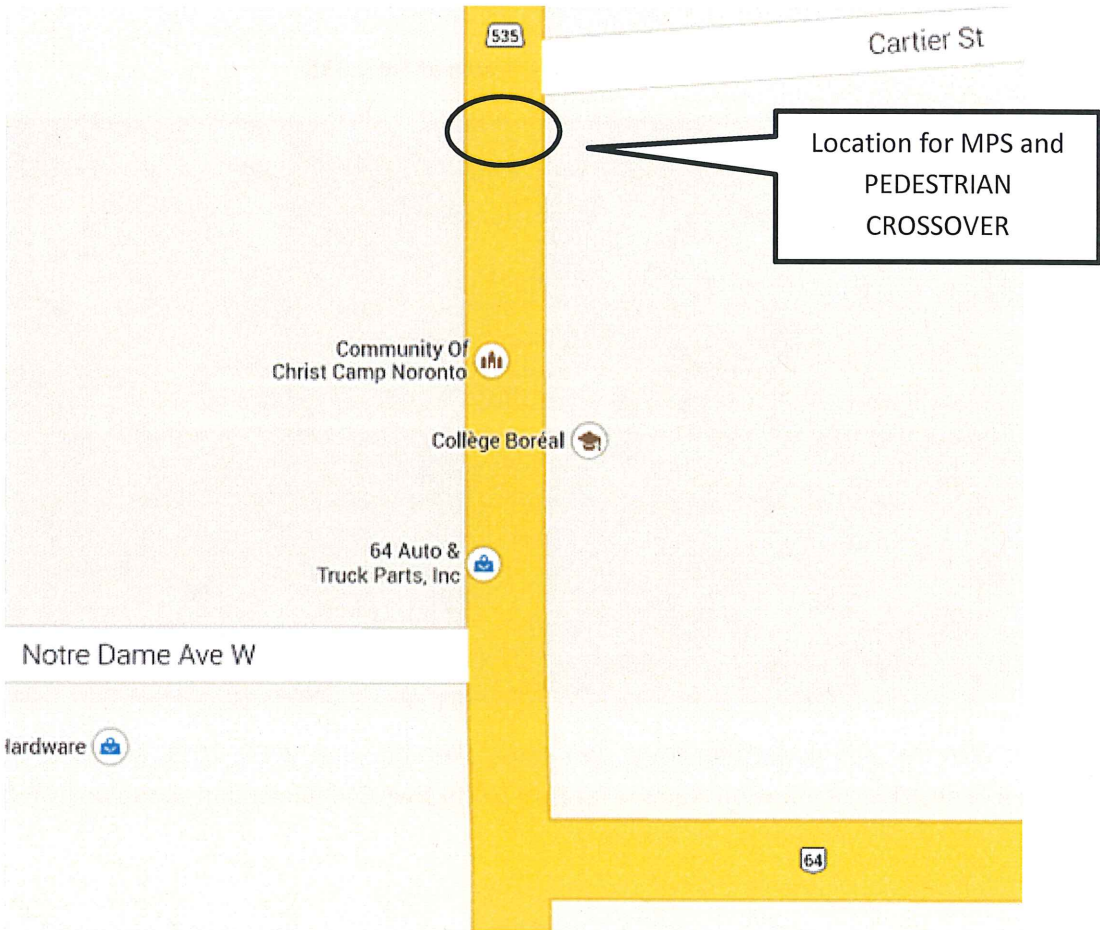 535
Cartier St
Location for MPS and
PEDESTRIAN
CROSSOVER
Community Of
Christ Camp Noronto
Collège Boréal
64 Auto &
Truck Parts, Inc
Notre Dame Ave W
Hardware
64